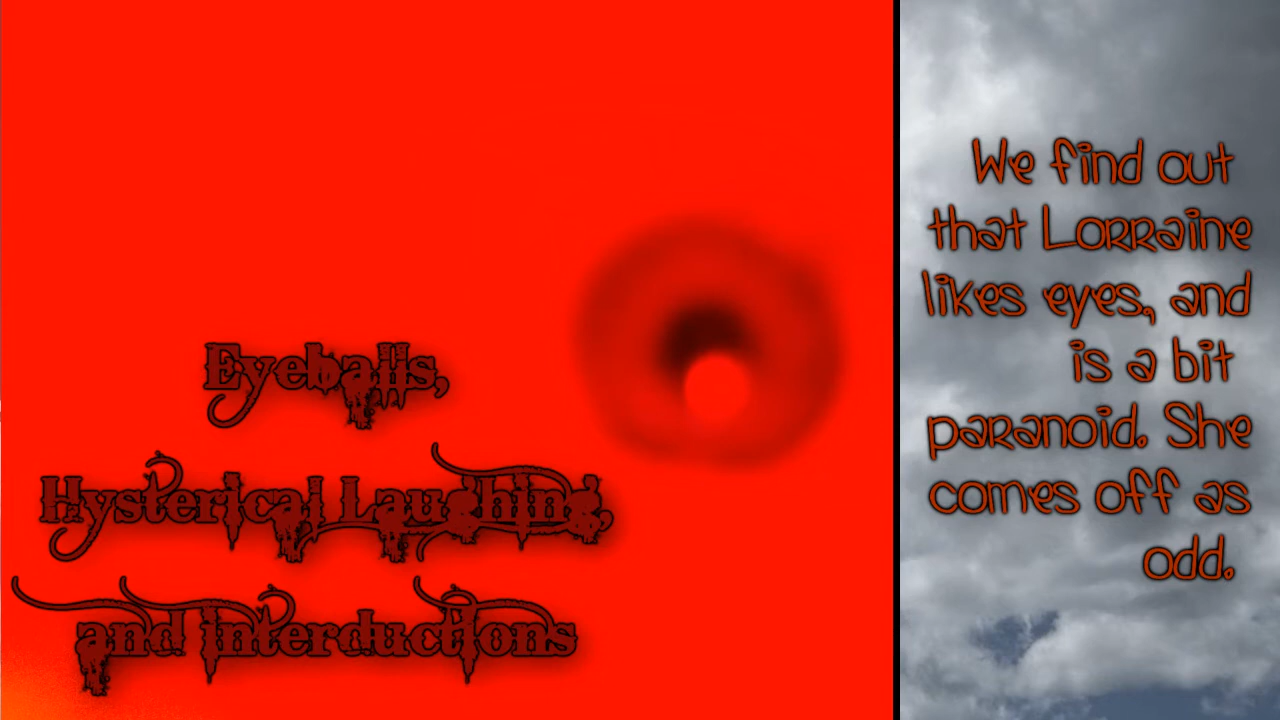 Eyeballs,
Hysterical Laughing,
and Interductions
We find out
that Lorraine
likes eyes, and
is a bit
paranoid. She
comes off as
odd.